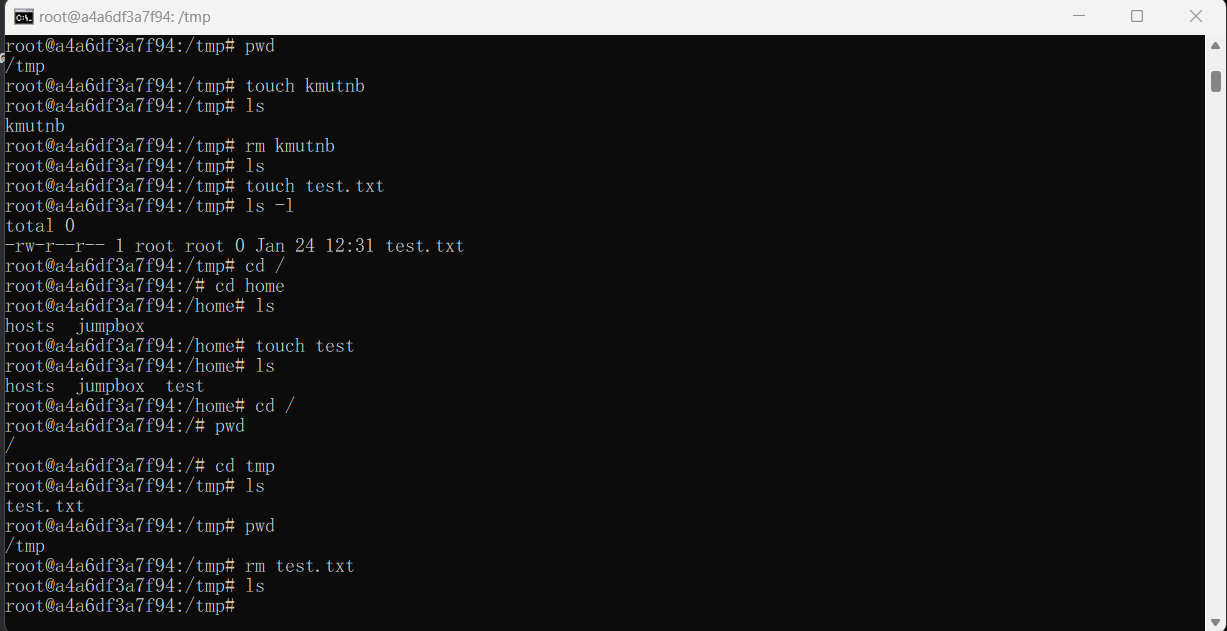 root@a4a6df3a7f94: /tmp
root@a4a6df3a7f94:/tmp# pwd
/tmp
root@a4a6df3a7f94:/tmp# touch kmutnb
root@a4a6df3a7f94:/tmp# ls
kmutnb
root@a4a6df3a7f94:/tmp# rm kmutnb
root@a4a6df3a7f94:/tmp# ls
root@a4a6df3a7f94:/tmp# touch test.txt
root@a4a6df3a7f94:/tmp# ls -l
total 0
-rw-r--r-- 1 root root 0 Jan 24 12:31 test.txt
root@a4a6df3a7f94:/tmp# cd /
root@a4a6df3a7f94:/# cd home
root@a4a6df3a7f94:/home# ls
hosts  jumpbox
root@a4a6df3a7f94:/home# touch test
root@a4a6df3a7f94:/home# ls
hosts  jumpbox  test
root@a4a6df3a7f94:/home# cd /
root@a4a6df3a7f94:/# pwd
/
root@a4a6df3a7f94:/# cd tmp
root@a4a6df3a7f94:/tmp# ls
test.txt
root@a4a6df3a7f94:/tmp# pwd
/tmp
root@a4a6df3a7f94:/tmp# rm test.txt
root@a4a6df3a7f94:/tmp# ls
root@a4a6df3a7f94:/tmp#